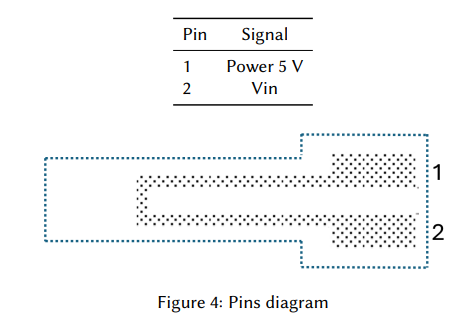 Pin Signal
1 Power 5 V
2 Vin
1
2
Figure 4: Pins diagram